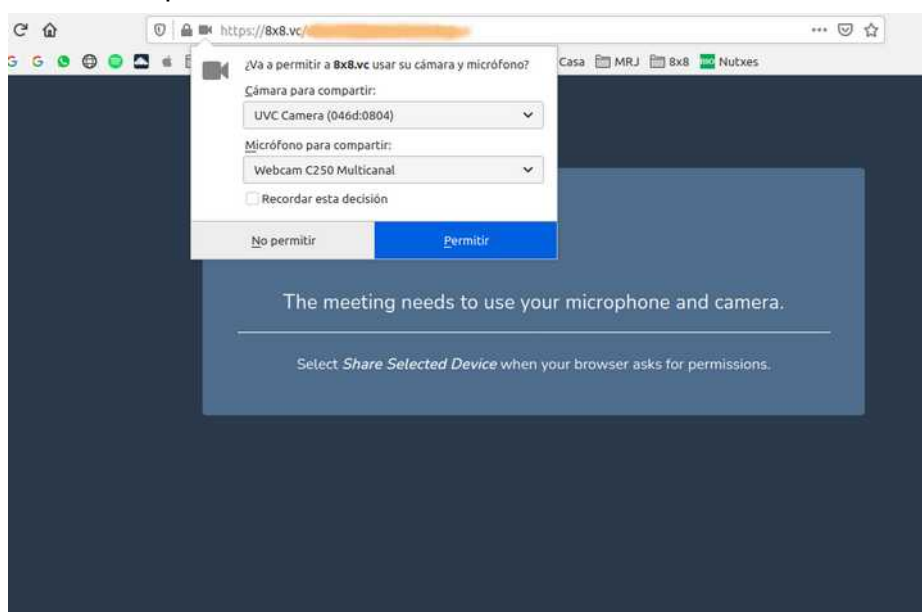 https://8x8.vc/
Casa MRJ 8x8 Nutxes
¿Va a permitir a 8x8.vc usar su cámara y micrófono?
Cámara para compartir:
UVC Camera (046d:0804)
Micrófono para compartir:
Webcam C250 Multicanal
Recordar esta decisión
No permitir Permitir
The meeting needs to use your microphone and camera.
Select Share Selected Device when your browser asks for permissions.